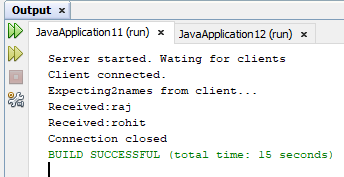 Output
JavaApplication11 (run)
JavaApplication12 (run)
Server started. Wating for clients
Client connected.
Expecting2names from client...
Received:raj
Received:rohit
Connection closed
BUILD SUCCESSFUL (total time: 15 seconds)